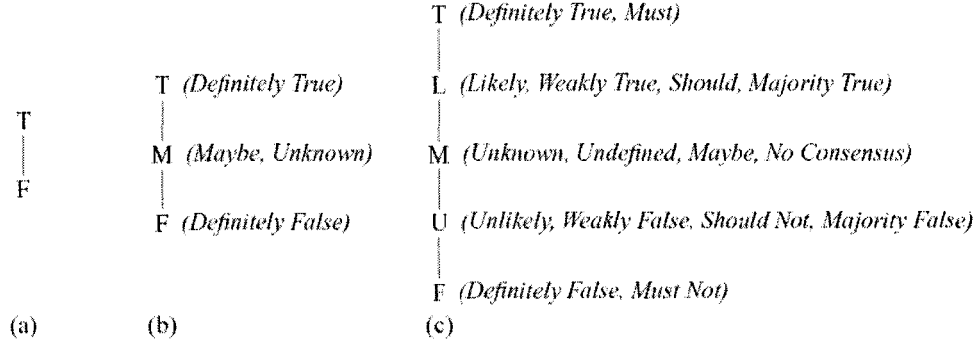 T (Definitely True, Must)
T (Definitely True)
L (Likely, Weakly True, Should, Majority True)
T
M (Maybe, Unknown)
M (Unknown, Undefined, Maybe, No Consensus)
F
F (Definitely False)
U (Unlikely, Weakly False, Should Not, Majority False)
F (Definitely False, Must Not)
(a)
(b)
(c)